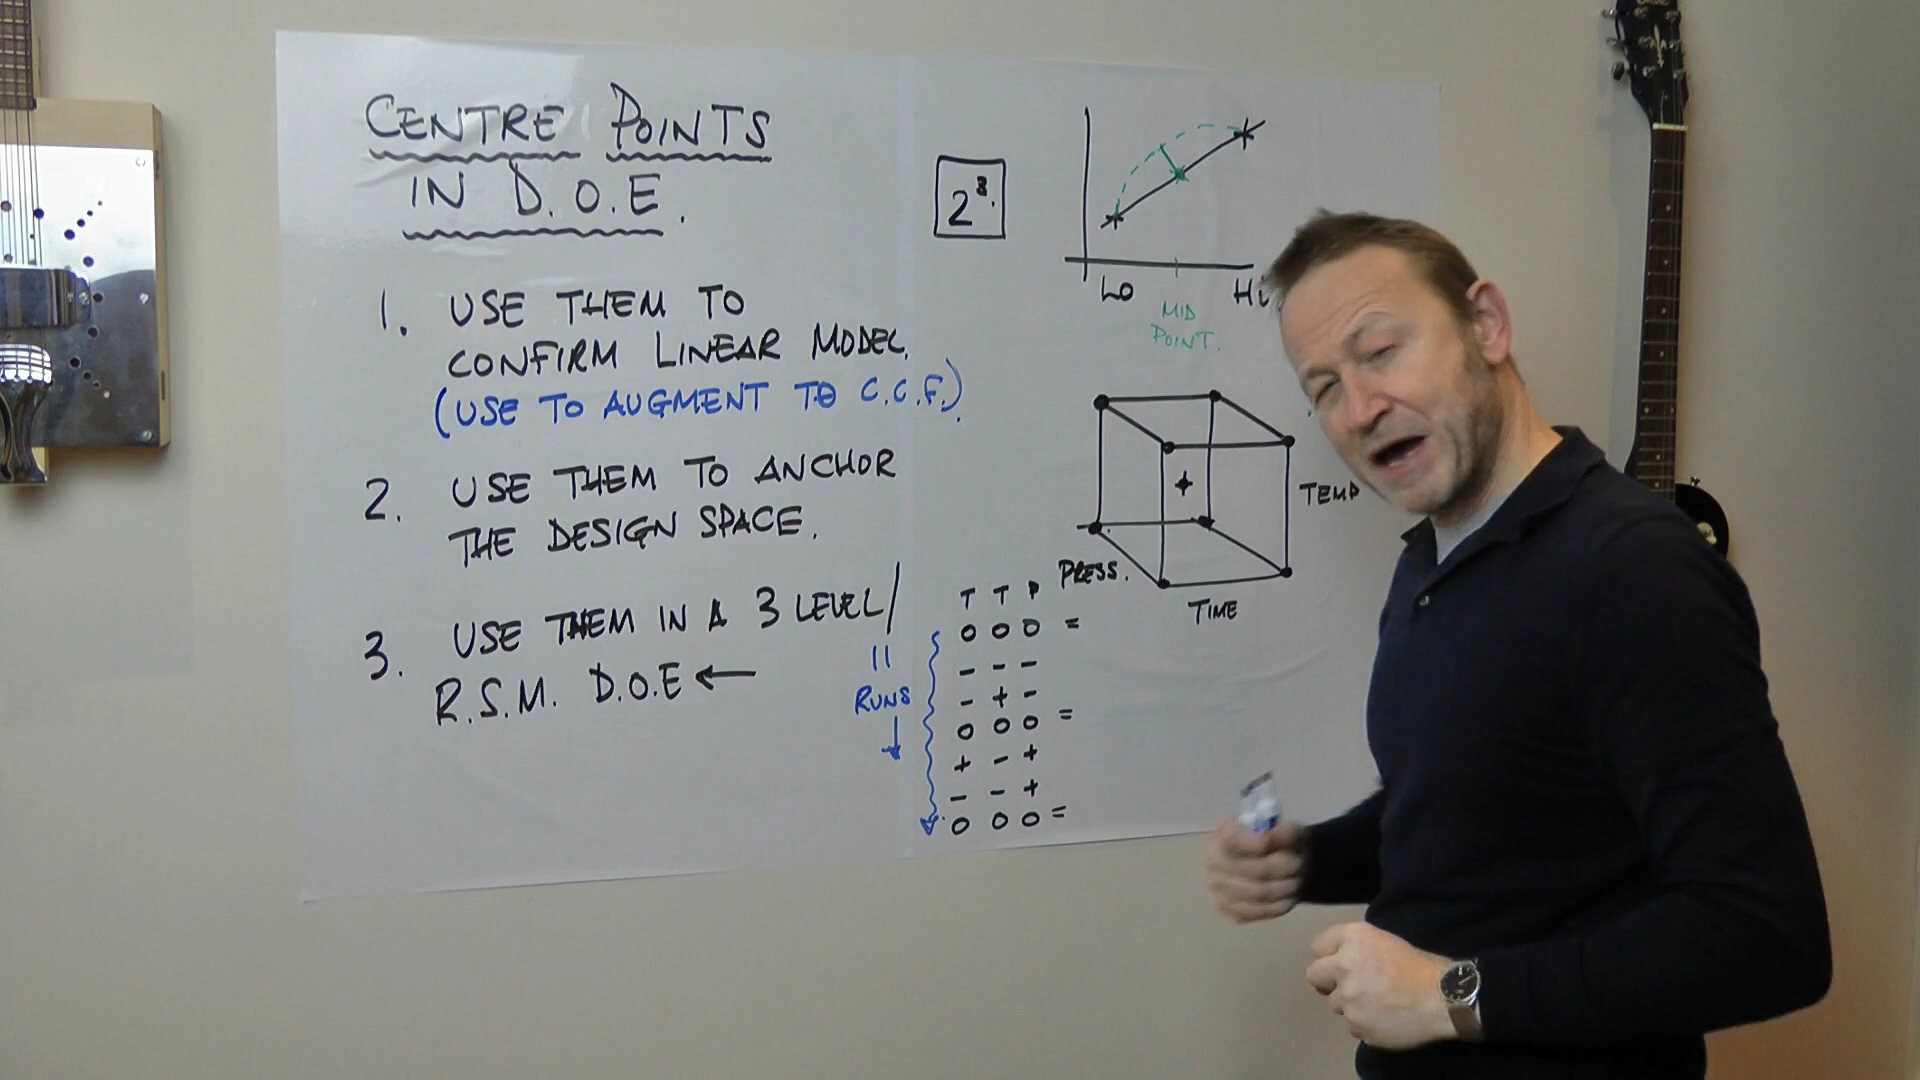 CENTRE POINTS
IN D.O.E.
1. USE THEM TO
CONFIRM LINEAR MODEL.
(USE TO AUGMENT TO C.C.F.).
2. USE THEM TO ANCHOR
THE DESIGN SPACE.
3. USE THEM IN A 3 LEVEL/
R.S.M. D.O.E ←
2³.
LO Hi
MID
POINT.
TEMP
PRESS.
TIME
11
RUNS
T T P
0 0 0 =
- - -
- + -
0 0 0 =
+ - +
- - +
0 0 0 =